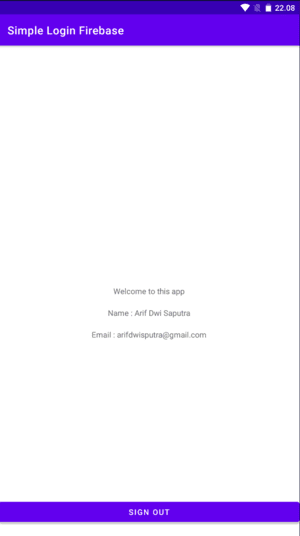 22.08
Simple Login Firebase
Welcome to this app
Name : Arif Dwi Saputra
Email : arifdwisputra@gmail.com
SIGN OUT